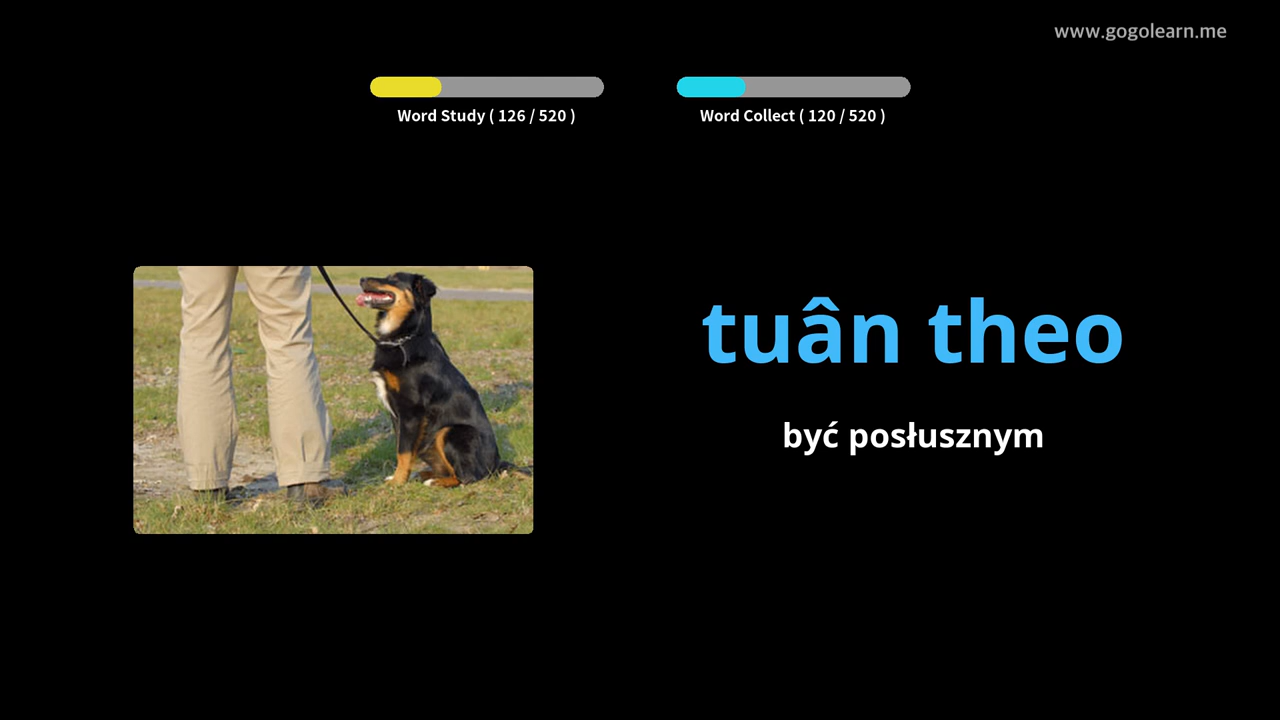 www.gogolearn.me
Word Study ( 126 / 520 )
Word Collect ( 120 / 520 )
tuân theo
być posłusznym